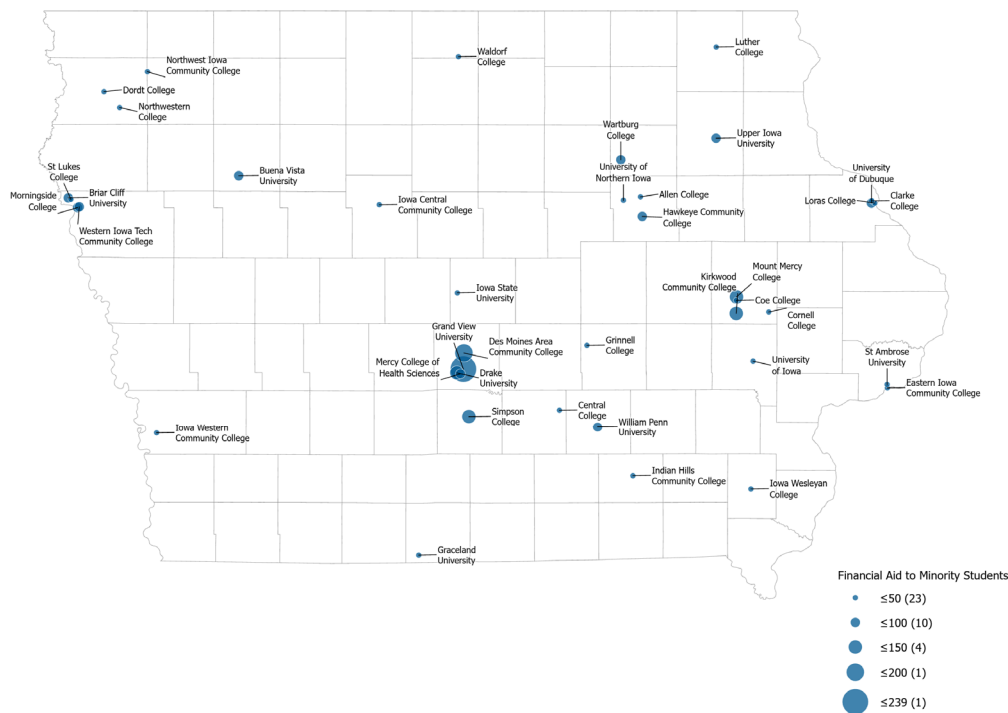 Waldorf
College
Luther
College
Northwest Iowa
Community College
Dordt College
Northwestern
College
Wartburg
College
Upper Iowa
University
St Lukes
College
Buena Vista
University
University of
Northern Iowa
University
of Dubuque
Morningside
College
Briar Cliff
University
Iowa Central
Community College
Allen College
Loras College
Clarke
College
Hawkeye Community
College
Western Iowa Tech
Community College
Mount Mercy
College
Kirkwood
Community College
Iowa State
University
Coe College
Cornell
College
Grand View
University
Des Moines Area
Community College
Grinnell
College
Mercy College of
Health Sciences
Drake
University
University
of Iowa
St Ambrose
University
Eastern Iowa
Community College
Simpson
College
Central
College
William Penn
University
Iowa Western
Community College
Indian Hills
Community College
Iowa Wesleyan
College
Graceland
University
Financial Aid to Minority Students
≤50 (23)
≤100 (10)
≤150 (4)
≤200 (1)
≤239 (1)